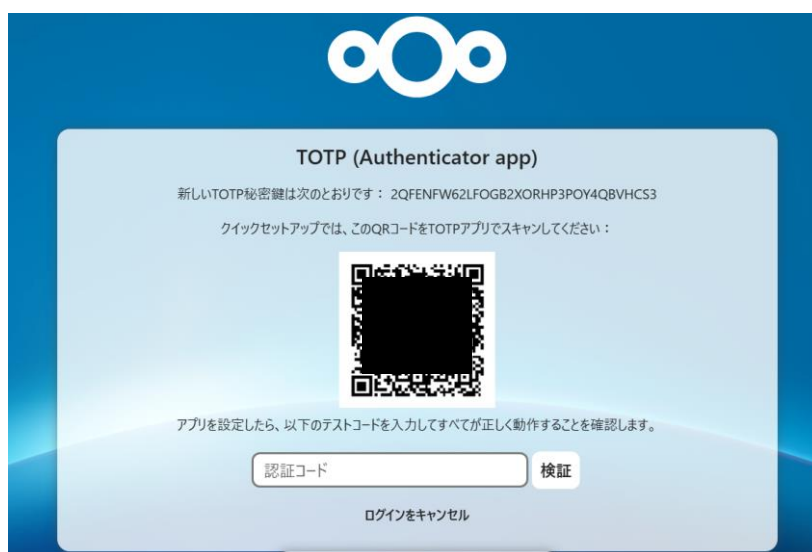 TOTP (Authenticator app)
新しいTOTP秘密鍵は次のとおりです： 2QFENFW62LFOGB2XORHP3POY4QBVHCS3
クイックセットアップでは、このQRコードをTOTPアプリでスキャンしてください：
アプリを設定したら、以下のテストコードを入力してすべてが正しく動作することを確認します。
認証コード 検証
ログインをキャンセル